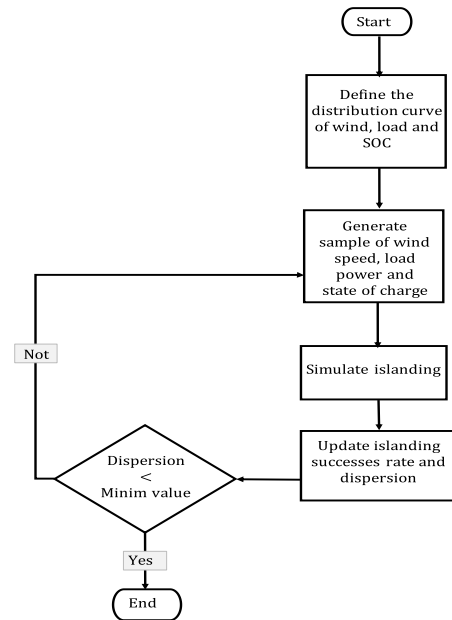 Start
Define the
distribution curve
of wind, load and
SOC
Generate
sample of wind
speed, load
power and
state of charge
Simulate islanding
Update islanding
successes rate and
dispersion
Dispersion
<
Minim value
Not
Yes
End